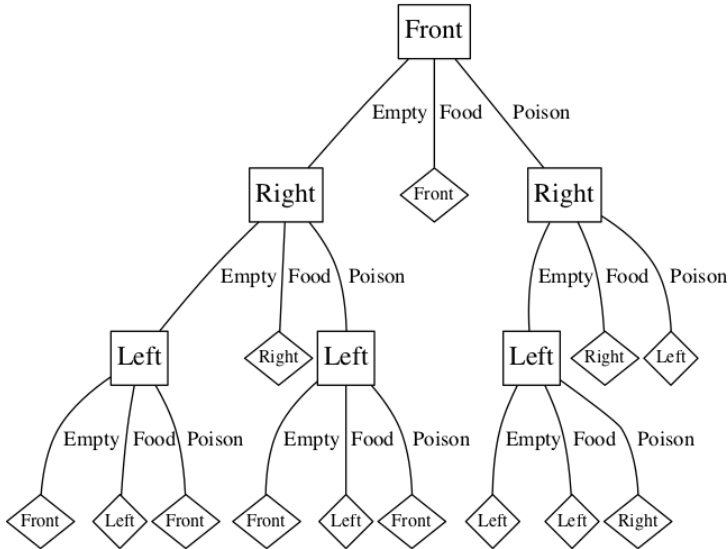 Front
Empty Food Poison
Right Front Right
Empty Food Poison Empty Food Poison
Left Right Left Left Right Left
Empty Food Poison Empty Food Poison Empty Food Poison
Front Left Front Front Left Front Left Left Right